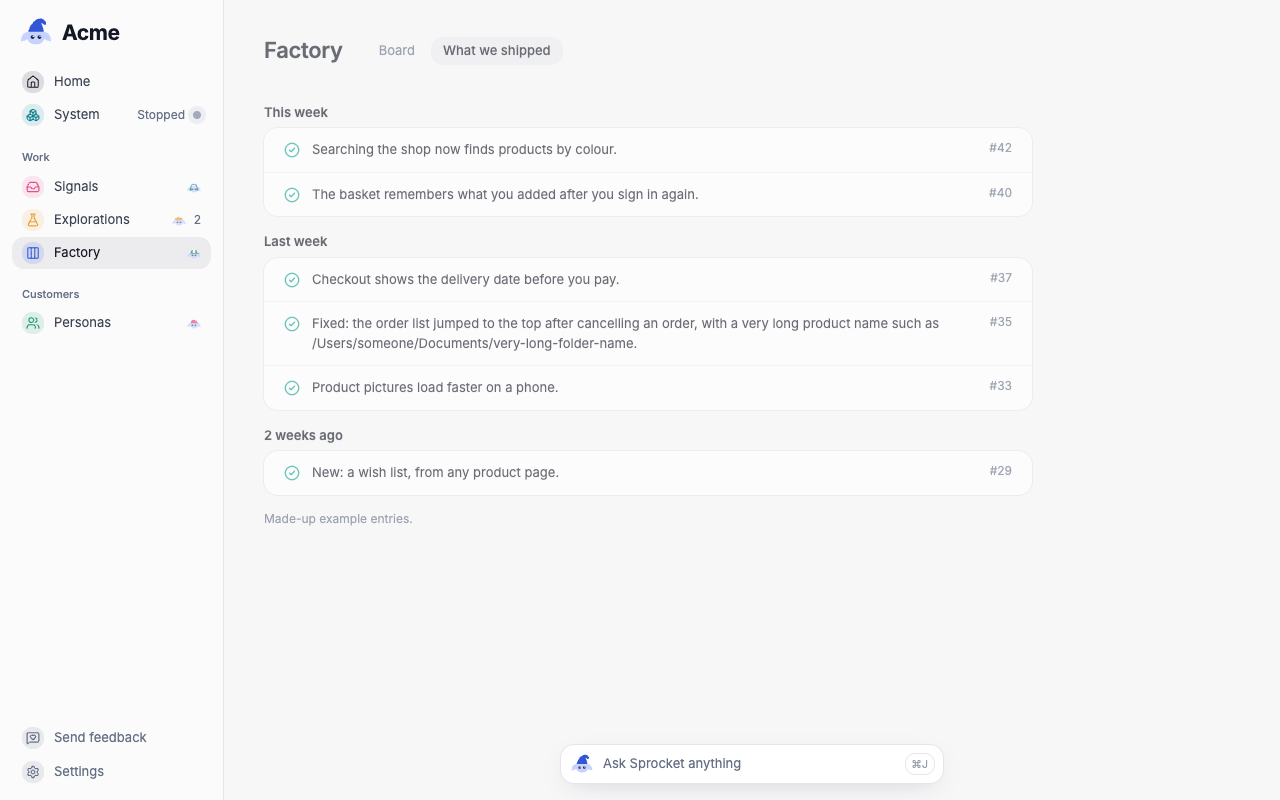 Acme
Home
System
Stopped
Work
Signals
Explorations
2
Factory
Customers
Personas
Send feedback
Settings
Factory
Board
What we shipped
This week
Searching the shop now finds products by colour.
#42
The basket remembers what you added after you sign in again.
#40
Last week
Checkout shows the delivery date before you pay.
#37
Fixed: the order list jumped to the top after cancelling an order, with a very long product name such as
#35
/Users/someone/Documents/very-long-folder-name.
Product pictures load faster on a phone.
#33
2 weeks ago
New: a wish list, from any product page.
#29
Made-up example entries.
Ask Sprocket anything
⌘J